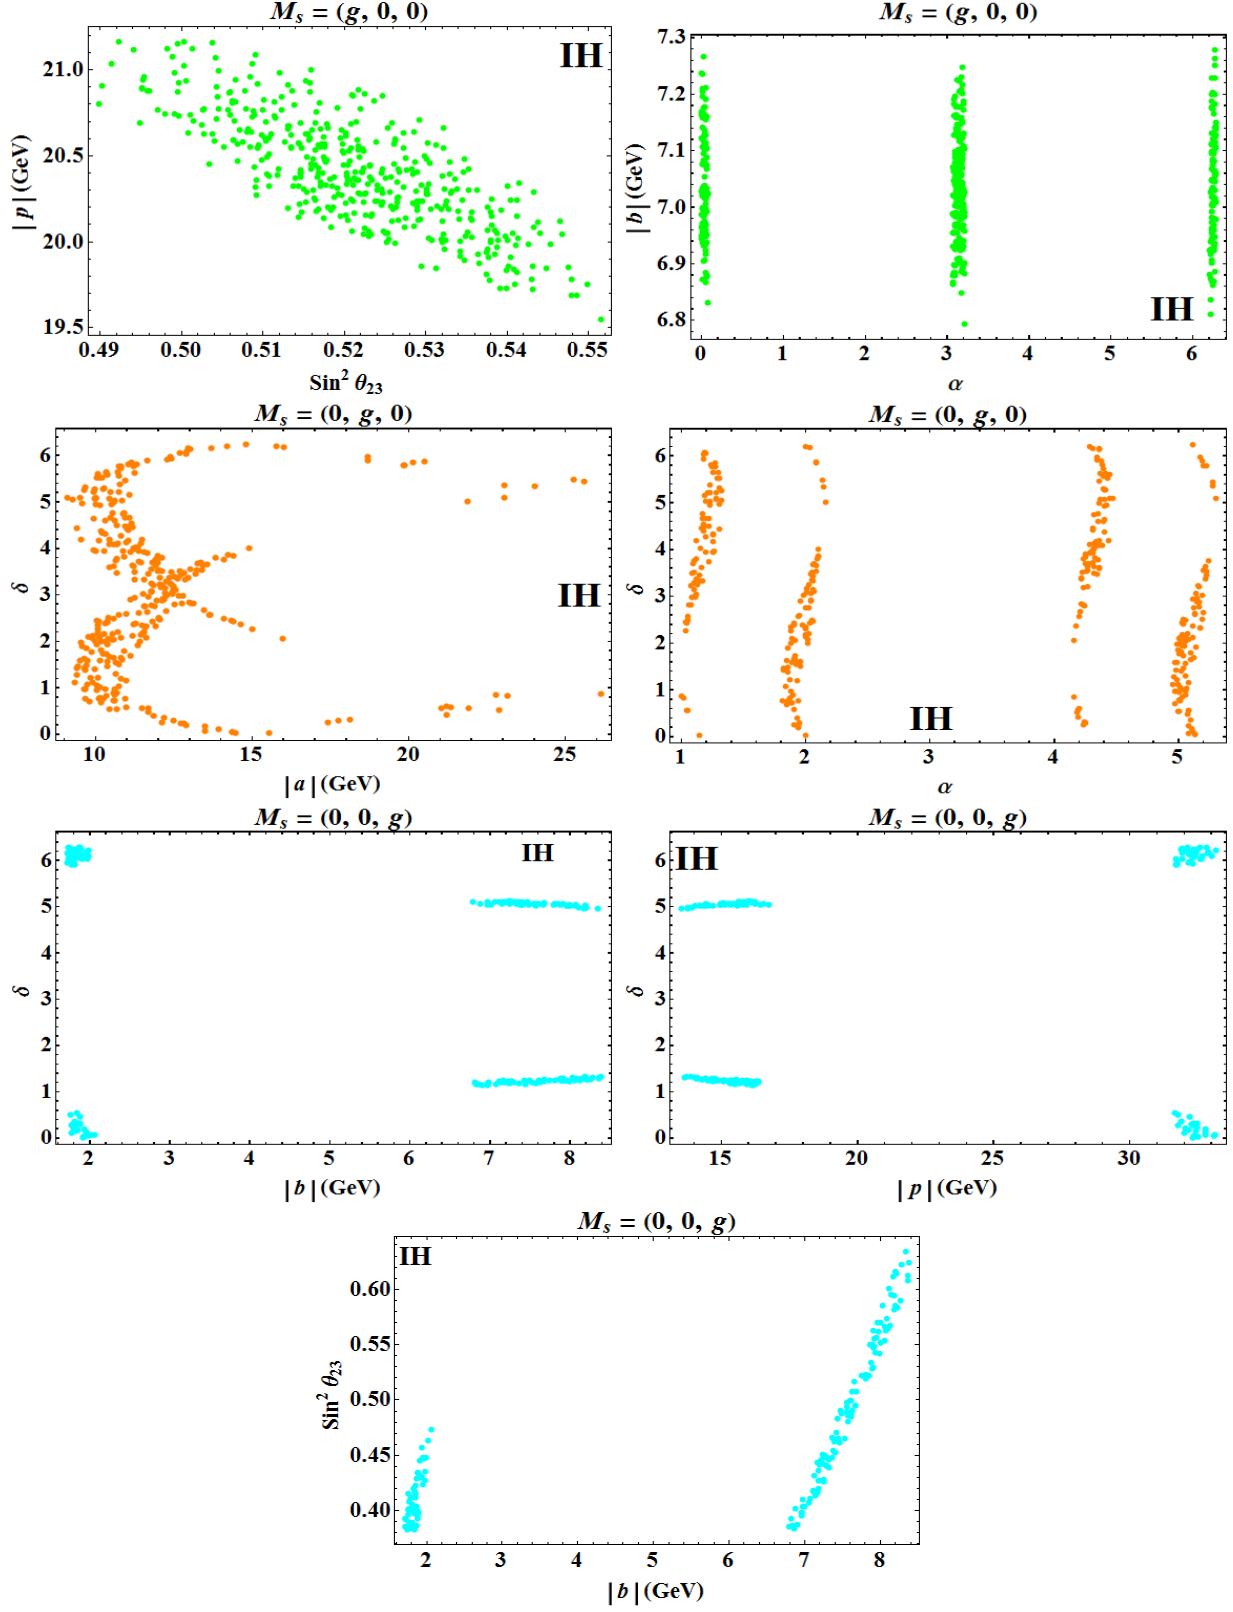 M_s = (g, 0, 0)
IH
21.0
20.5
20.0
19.5
|p| (GeV)
0.49 0.50 0.51 0.52 0.53 0.54 0.55
Sin² θ₂₃
M_s = (g, 0, 0)
7.3
7.2
7.1
7.0
6.9
6.8
|b| (GeV)
IH
0 1 2 3 4 5 6
α
M_s = (0, g, 0)
6
5
4
3
2
1
0
δ
IH
10 15 20 25
|a| (GeV)
M_s = (0, g, 0)
6
5
4
3
2
1
0
δ
IH
1 2 3 4 5
α
M_s = (0, 0, g)
IH
6
5
4
3
2
1
0
δ
2 3 4 5 6 7 8
|b| (GeV)
M_s = (0, 0, g)
IH
6
5
4
3
2
1
0
δ
15 20 25 30
|p| (GeV)
M_s = (0, 0, g)
IH
0.60
0.55
0.50
0.45
0.40
Sin² θ₂₃
2 3 4 5 6 7 8
|b| (GeV)